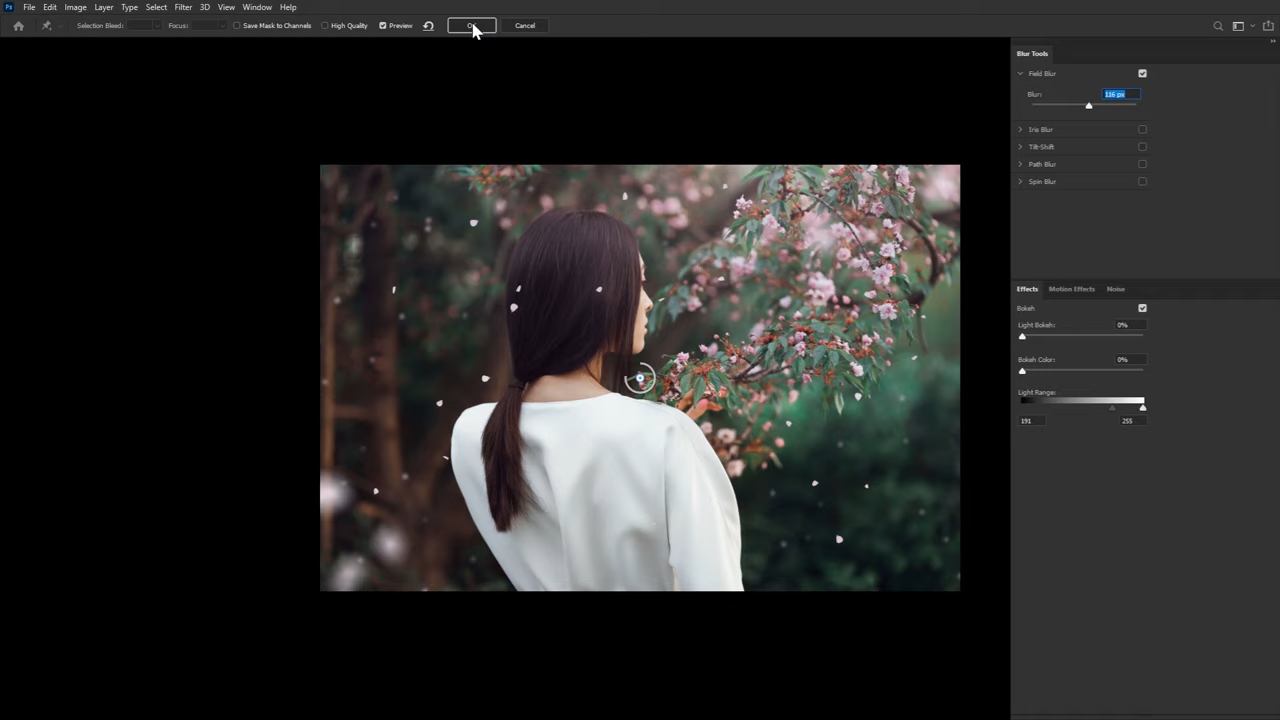 Ps File Edit Image Layer Type Select Filter 3D View Window Help
Selection Bleed: Focus: Save Mask to Channels High Quality Preview Cancel
Blur Tools
Field Blur
Blur: 116 px
Iris Blur
Tilt-Shift
Path Blur
Spin Blur
Effects Motion Effects Noise
Bokeh
Light Bokeh: 0%
Bokeh Color: 0%
Light Range:
191 255